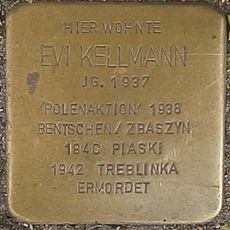 HIER WOHNTE
EVI KELLMANN
JG. 1937
'POLENAKTION' 1938
BENTSCHEN/ZBASZYN
1940 PIASKI
1942 TREBLINKA
ERMORDET